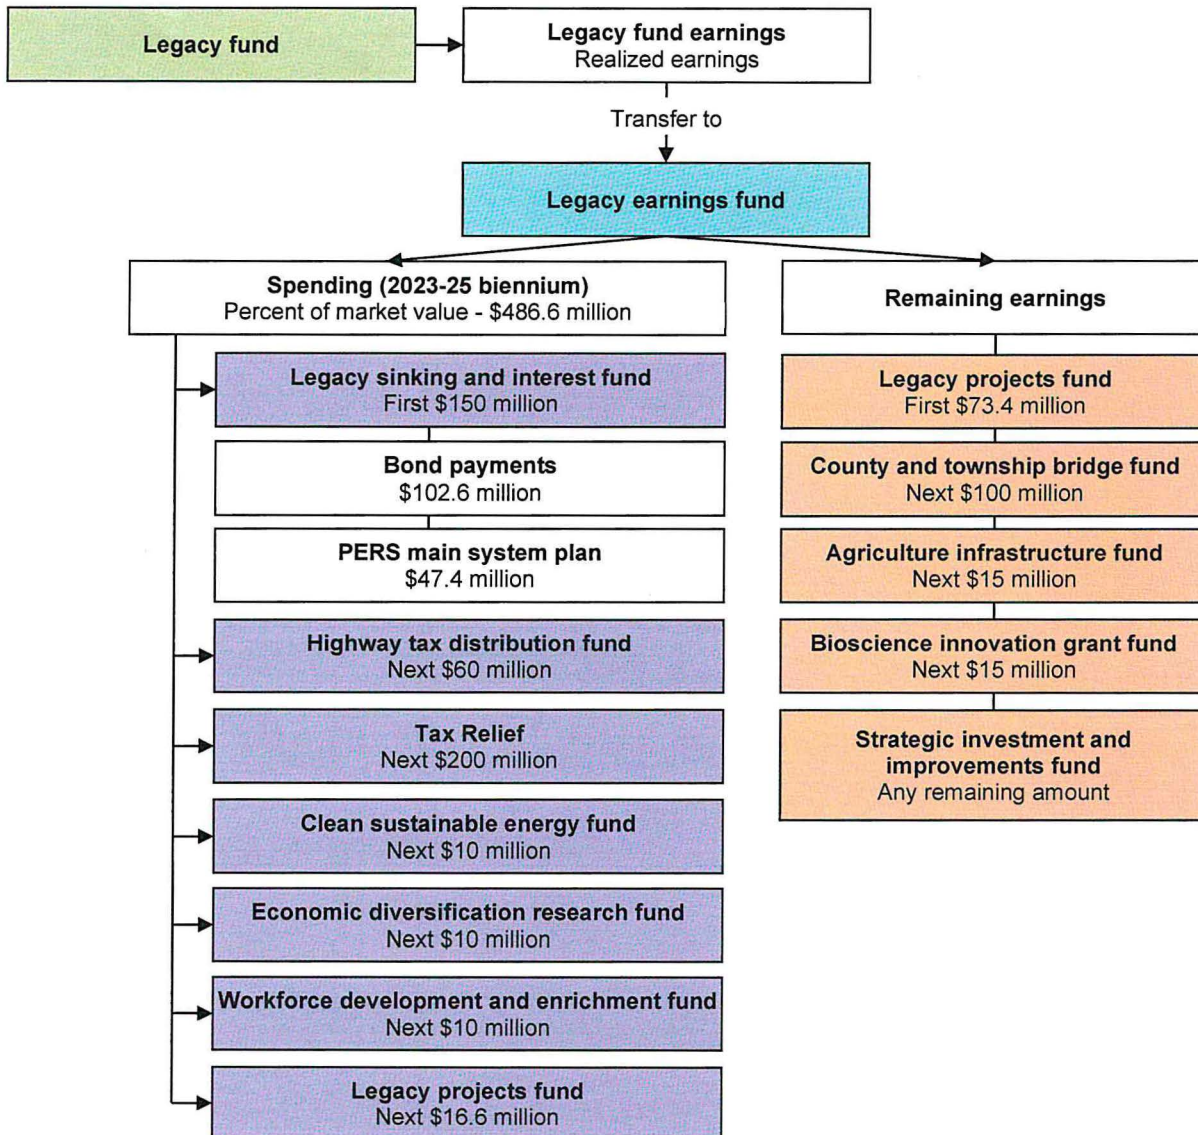 Legacy fund
Legacy fund earnings
Realized earnings
Transfer to
Legacy earnings fund
Spending (2023-25 biennium)
Percent of market value - $486.6 million
Legacy sinking and interest fund
First $150 million
Bond payments
$102.6 million
PERS main system plan
$47.4 million
Highway tax distribution fund
Next $60 million
Tax Relief
Next $200 million
Clean sustainable energy fund
Next $10 million
Economic diversification research fund
Next $10 million
Workforce development and enrichment fund
Next $10 million
Legacy projects fund
Next $16.6 million
Remaining earnings
Legacy projects fund
First $73.4 million
County and township bridge fund
Next $100 million
Agriculture infrastructure fund
Next $15 million
Bioscience innovation grant fund
Next $15 million
Strategic investment and
improvements fund
Any remaining amount